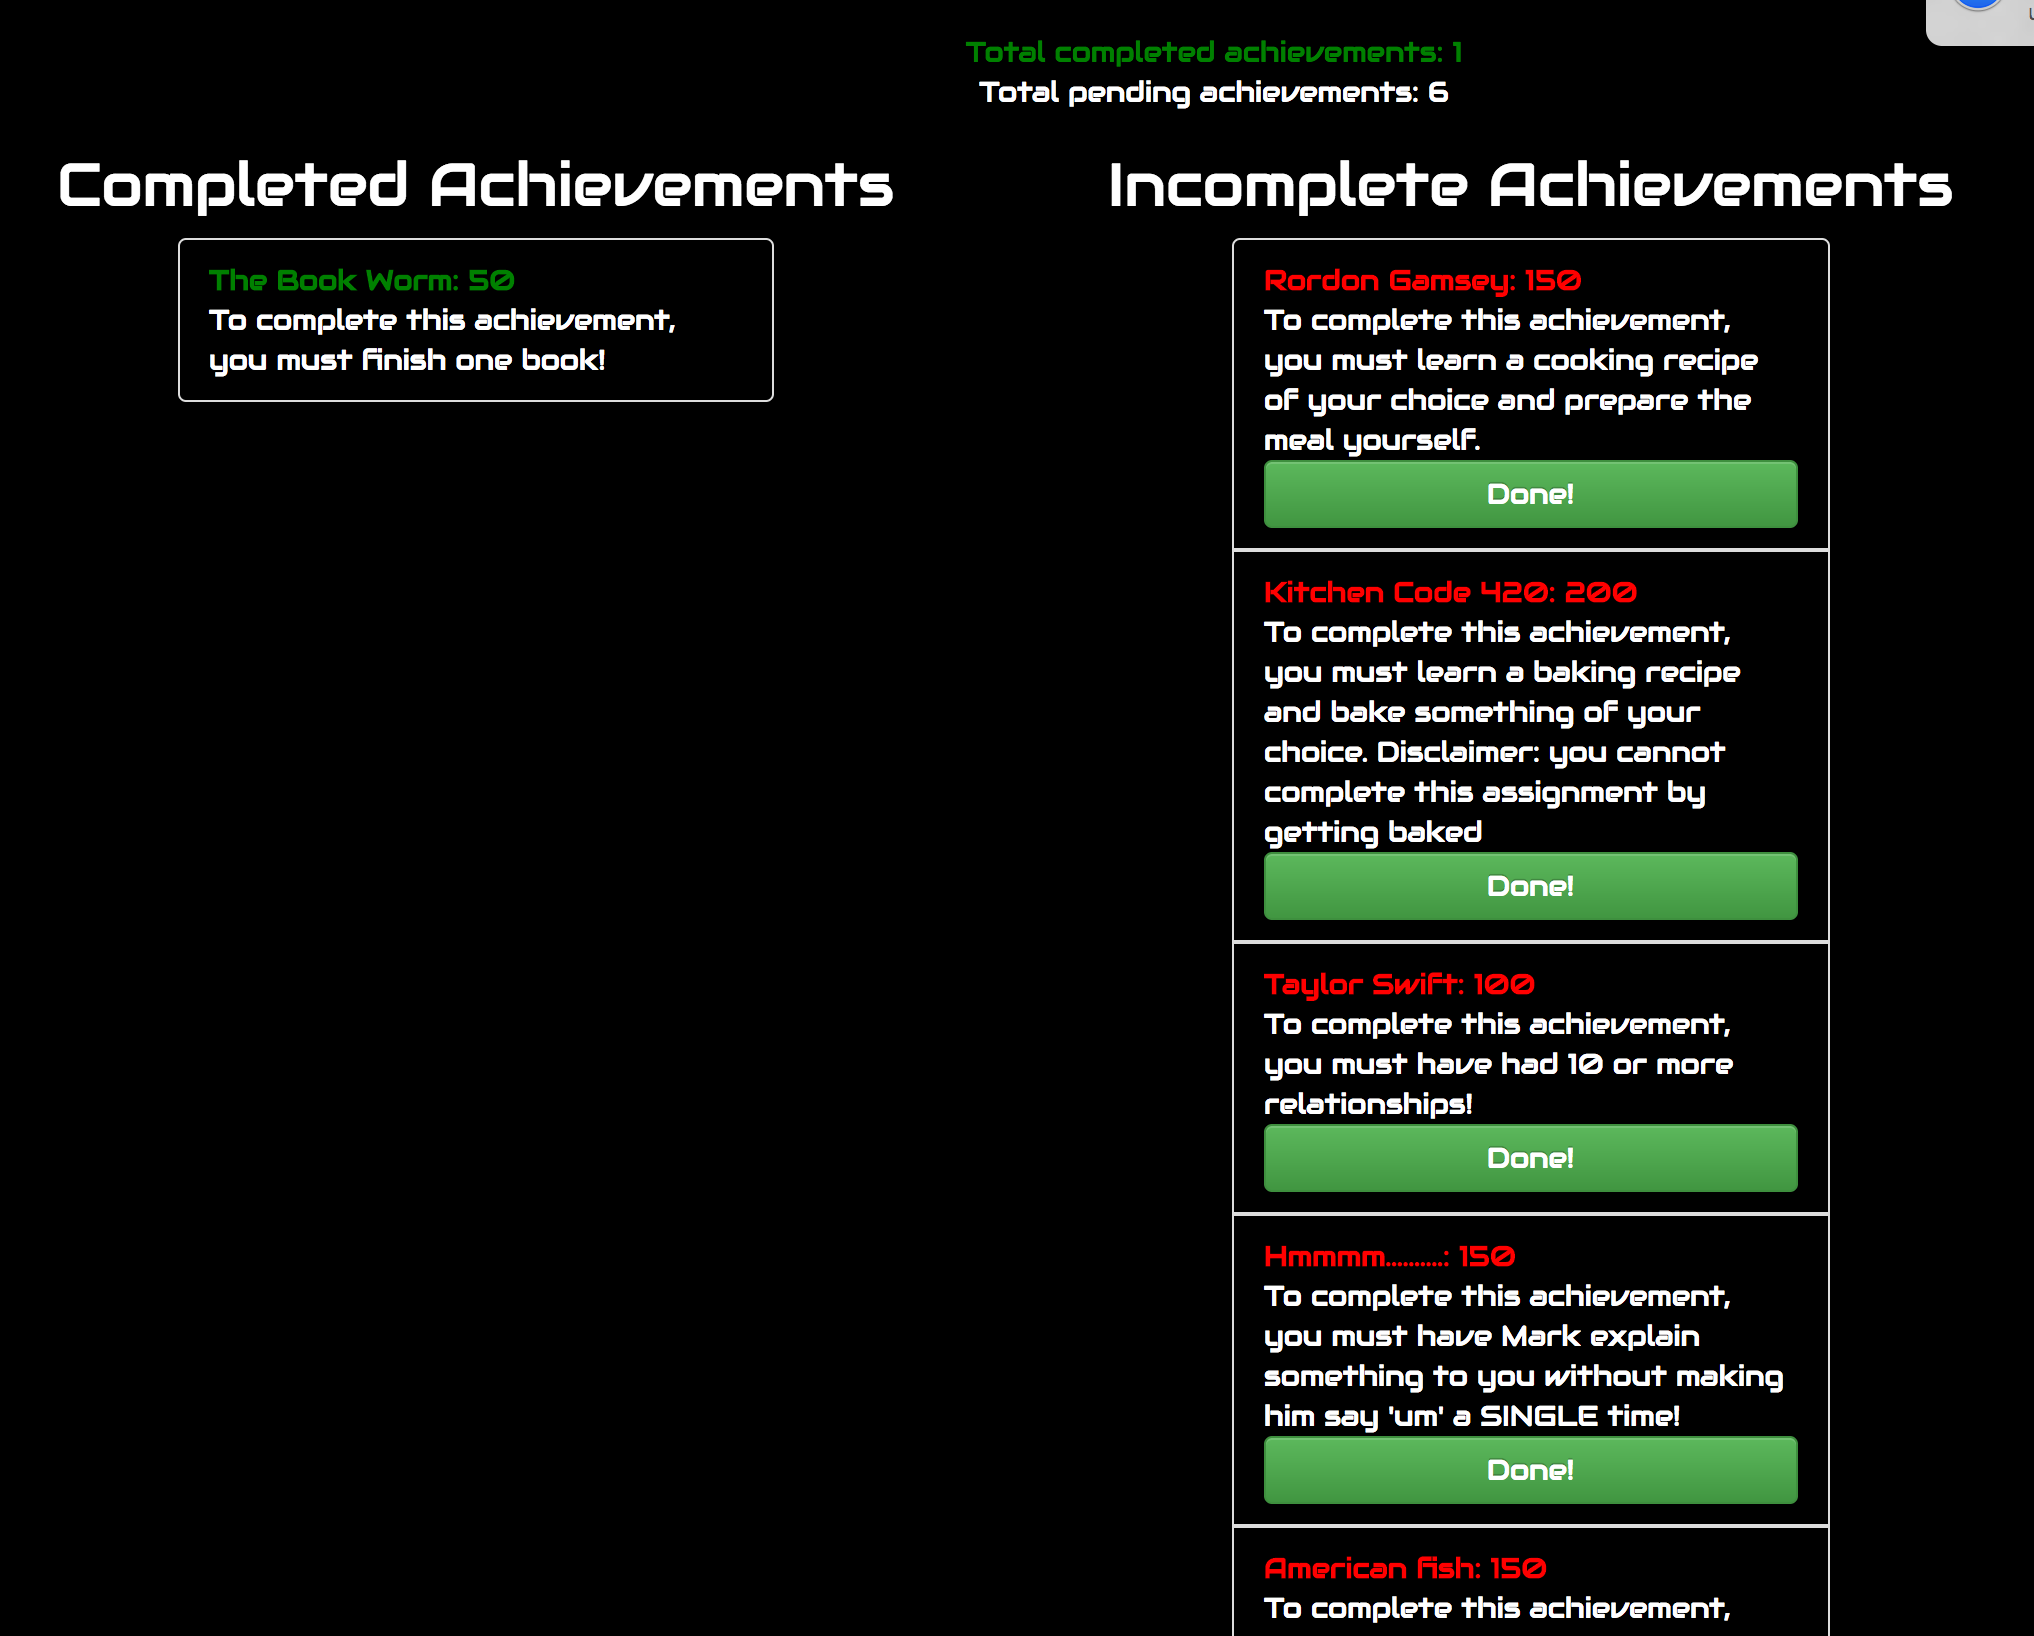 Total completed achievements: 1
Total pending achievements: 6
Completed Achievements
The Book Worm: 50
To complete this achievement,
you must finish one book!
Incomplete Achievements
Rordon Gamsey: 150
To complete this achievement,
you must learn a cooking recipe
of your choice and prepare the
meal yourself.
Done!
Kitchen Code 420: 200
To complete this achievement,
you must learn a baking recipe
and bake something of your
choice. Disclaimer: you cannot
complete this assignment by
getting baked
Done!
Taylor Swift: 100
To complete this achievement,
you must have had 10 or more
relationships!
Done!
Hmmmm..........: 150
To complete this achievement,
you must have Mark explain
something to you without making
him say 'um' a SINGLE time!
Done!
American fish: 150
To complete this achievement,